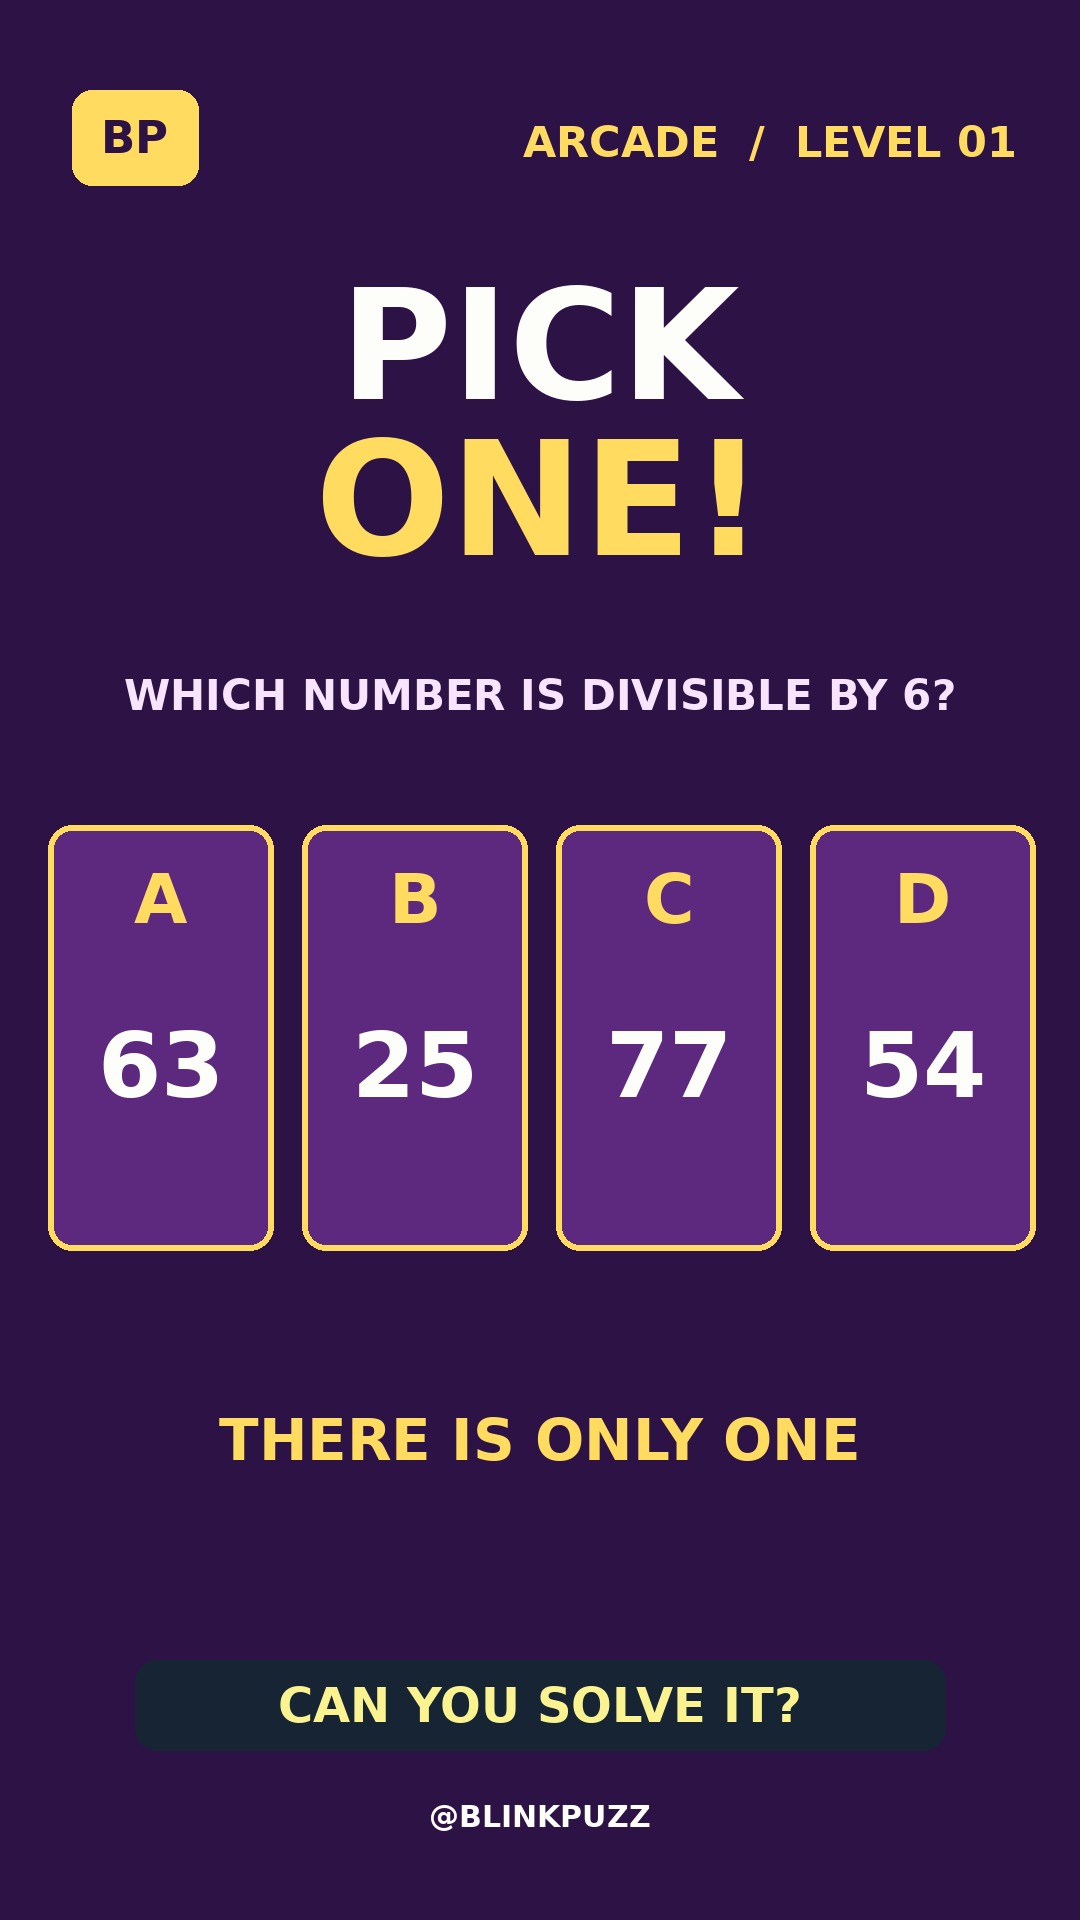 BP
ARCADE / LEVEL 01
PICK
ONE!
WHICH NUMBER IS DIVISIBLE BY 6?
A
63
B
25
C
77
D
54
THERE IS ONLY ONE
CAN YOU SOLVE IT?
@BLINKPUZZ